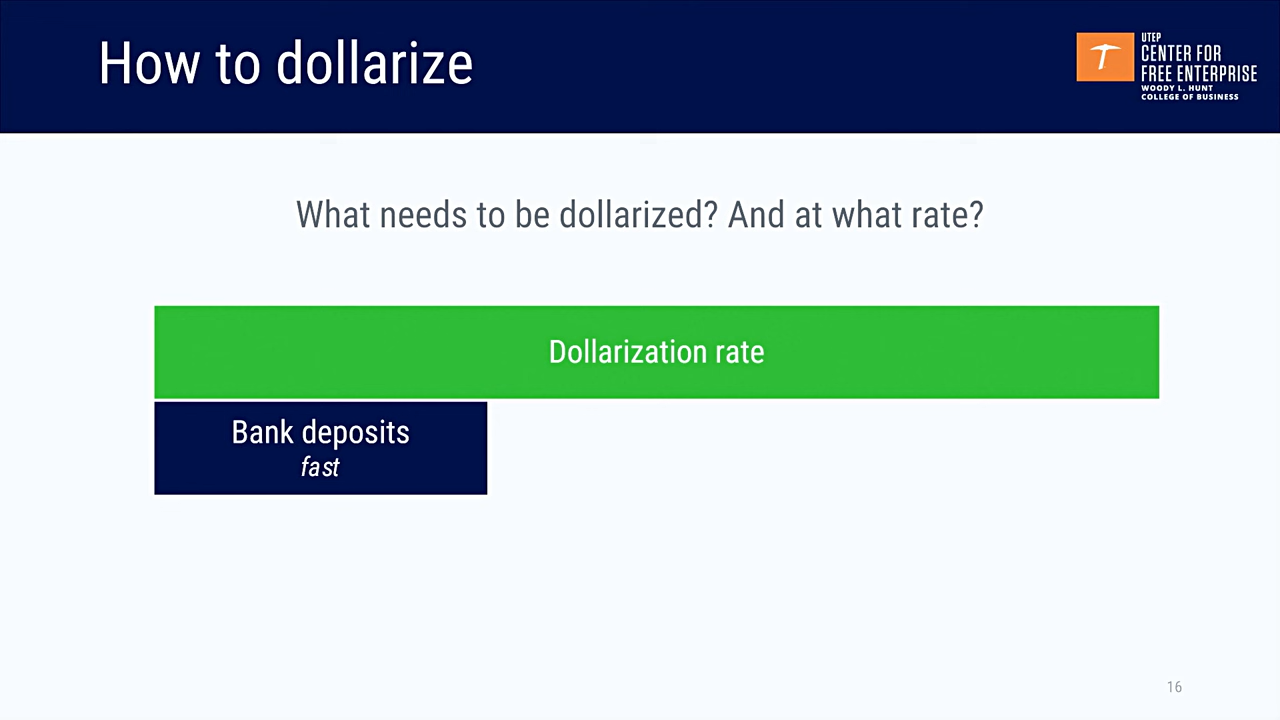 How to dollarize
UTEP
CENTER FOR
FREE ENTERPRISE
WOODY L. HUNT
COLLEGE OF BUSINESS
What needs to be dollarized? And at what rate?
Dollarization rate
Bank deposits
fast
16